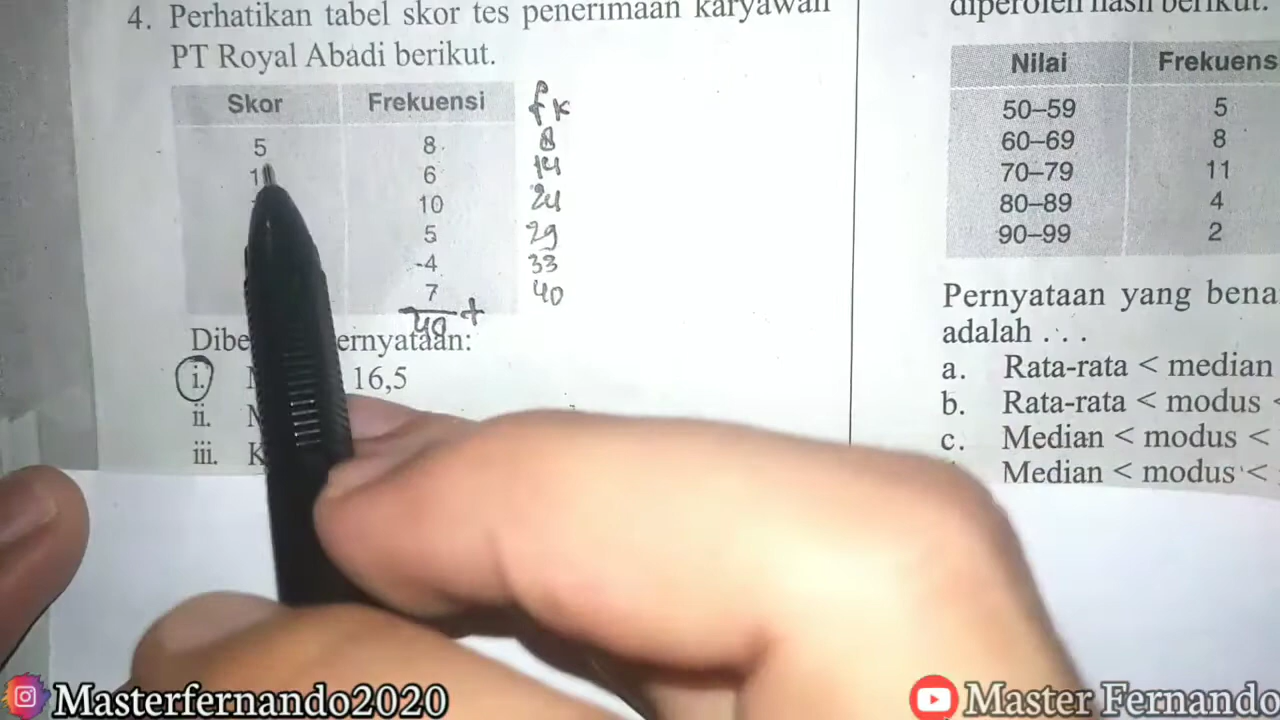 4. Perhatikan tabel skor tes penerimaan karyawan
PT Royal Abadi berikut.
Skor Frekuensi fk
5 8 8
1 6 14
10 24
5 29
-4 33
7 40
40 +
Dibe ernyataan:
i. 16,5
ii.
iii. K
diperoleh hasil berikut.
Nilai Frekuens
50–59 5
60–69 8
70–79 11
80–89 4
90–99 2
Pernyataan yang bena
adalah . . .
a. Rata-rata < median
b. Rata-rata < modus <
c. Median < modus <
Median < modus <
Masterfernando2020
Master Fernando